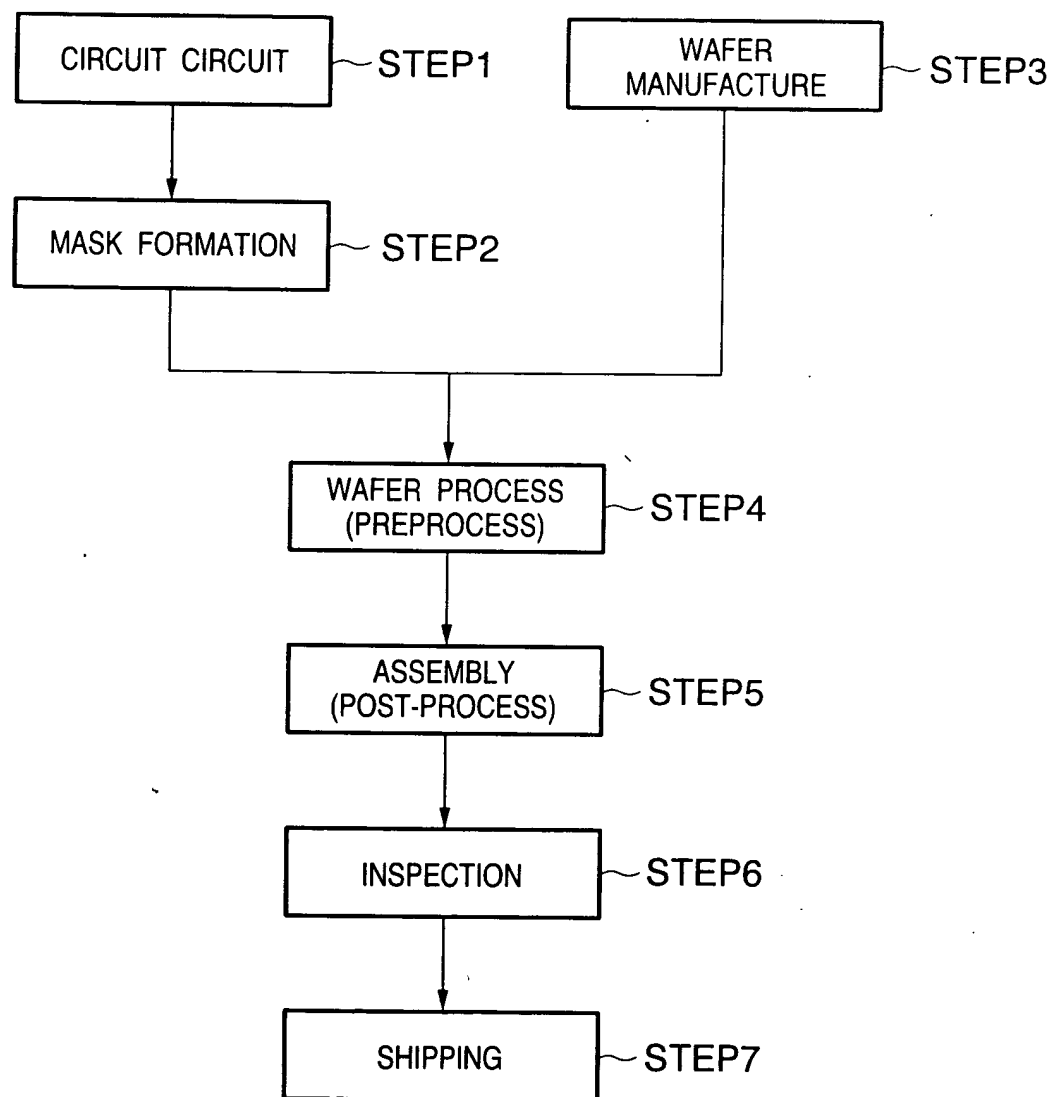 CIRCUIT CIRCUIT
STEP1
WAFER
MANUFACTURE
STEP3
MASK FORMATION
STEP2
WAFER PROCESS
(PREPROCESS)
STEP4
ASSEMBLY
(POST-PROCESS)
STEP5
INSPECTION
STEP6
SHIPPING
STEP7